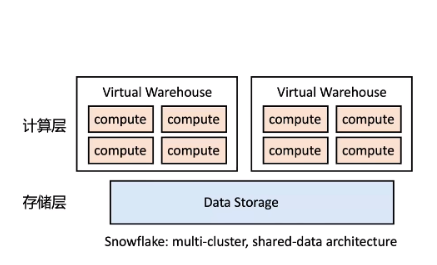 Virtual Warehouse Virtual Warehouse
compute compute compute compute
计算层
compute compute compute compute
存储层 Data Storage
Snowflake: multi-cluster, shared-data architecture